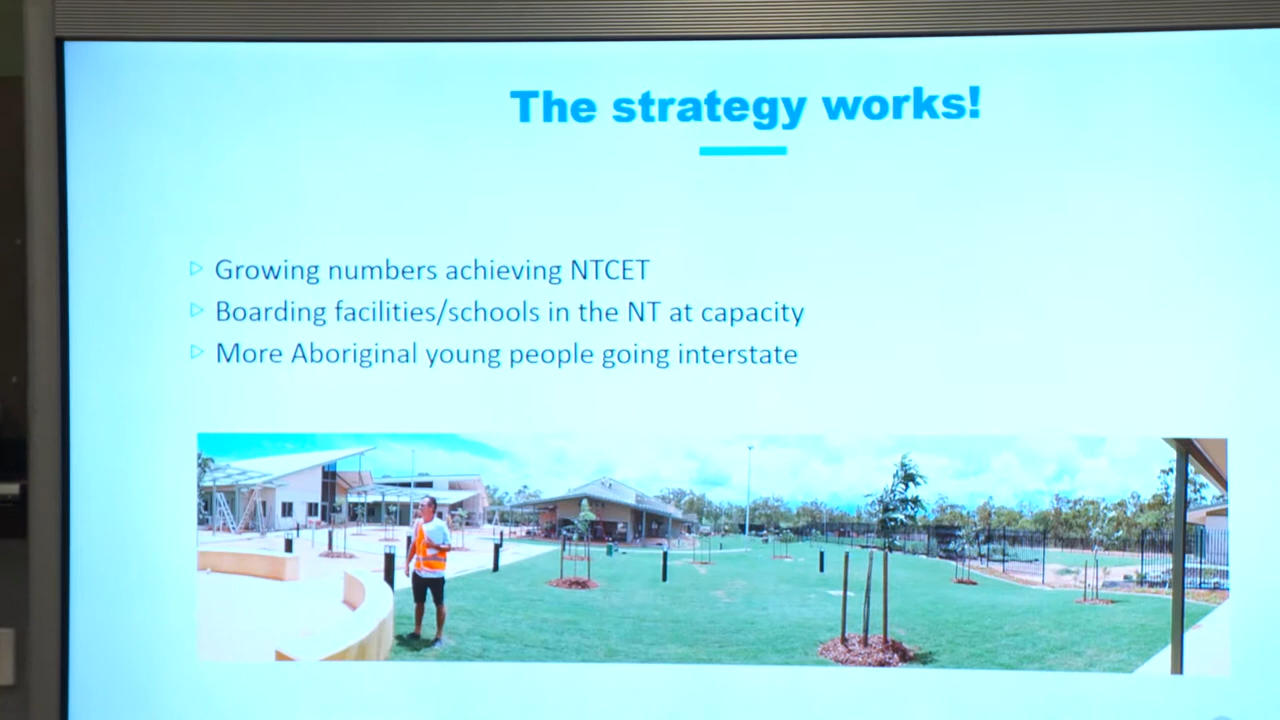 The strategy works!
Growing numbers achieving NTCET
Boarding facilities/schools in the NT at capacity
More Aboriginal young people going interstate